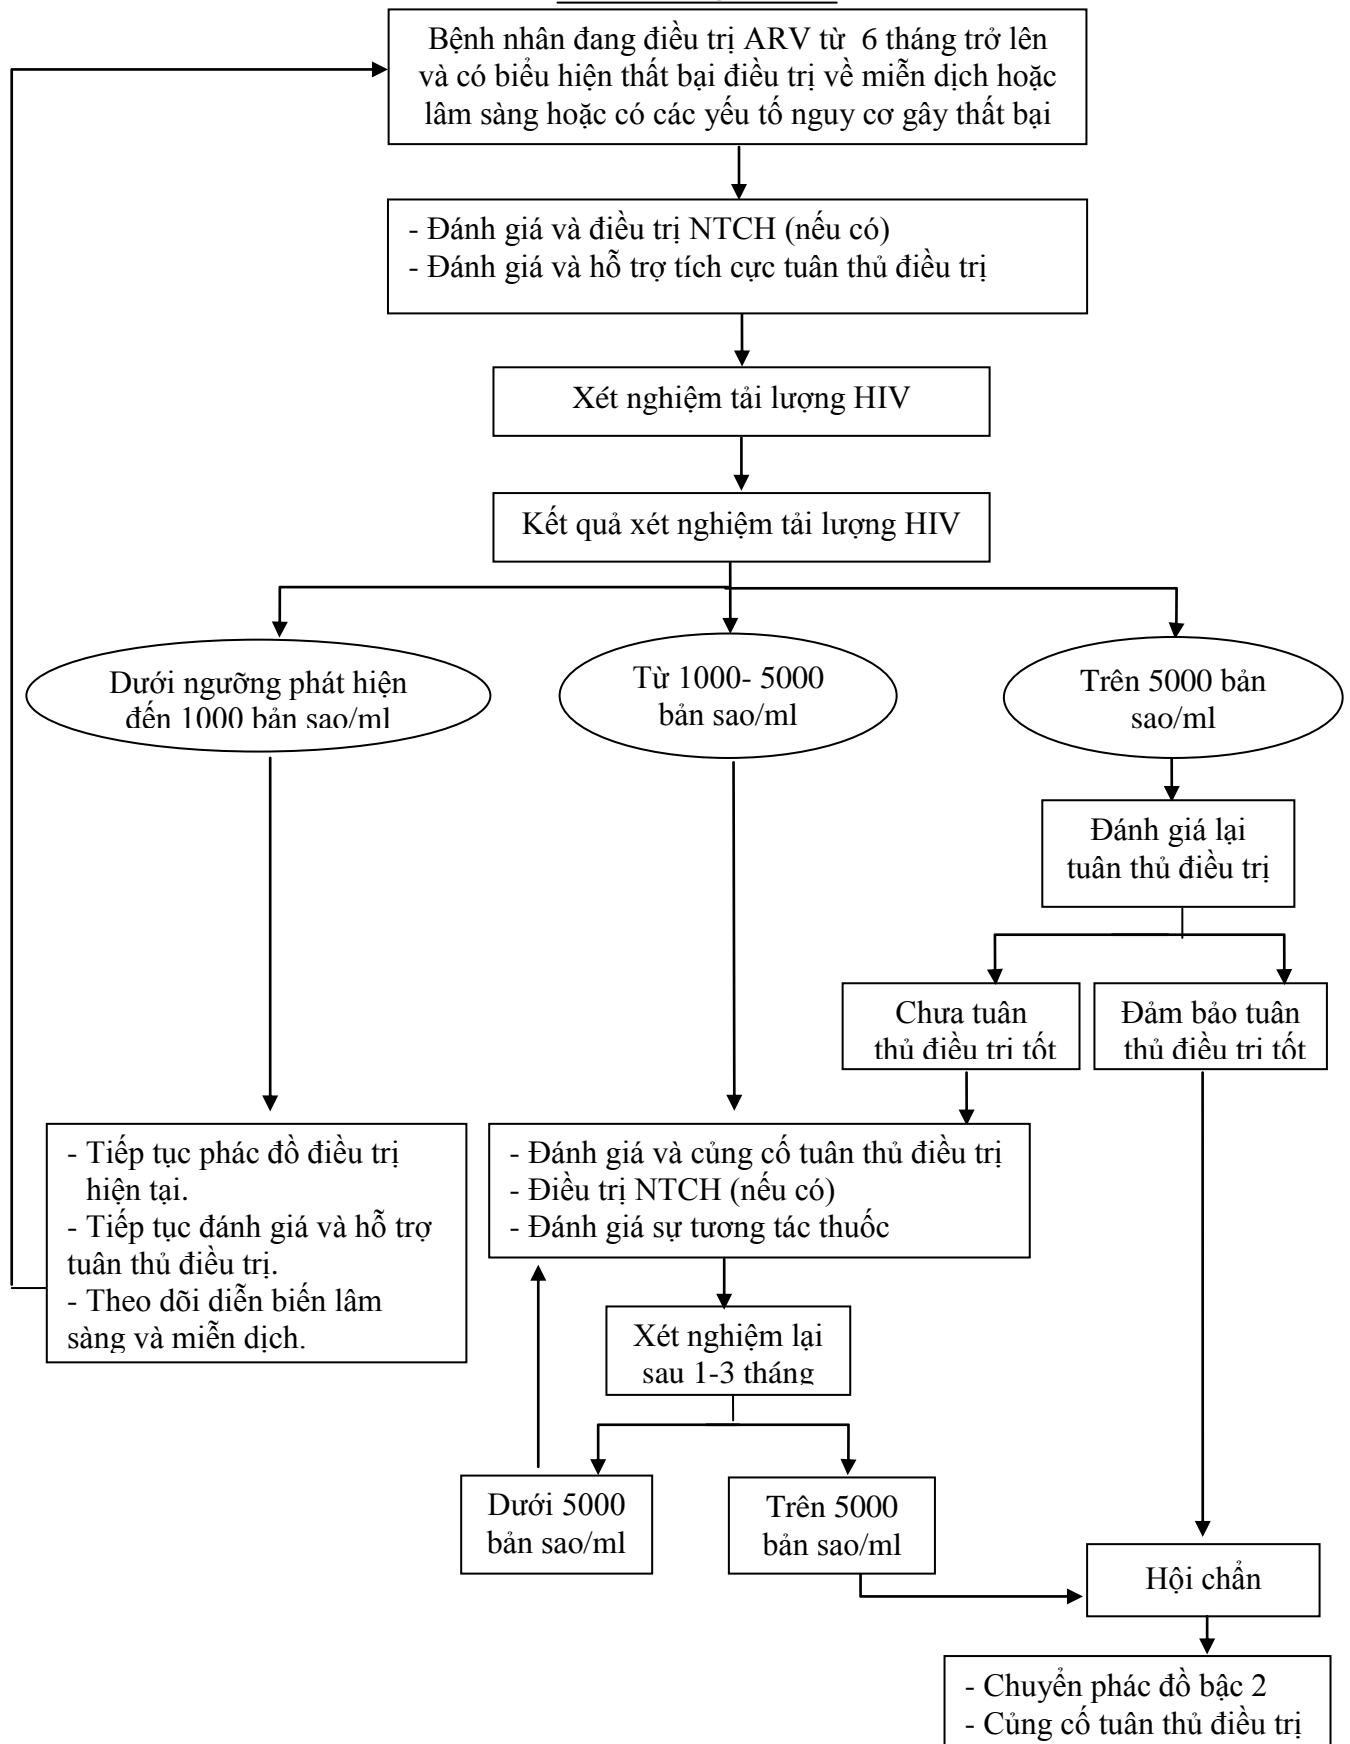 Bệnh nhân đang điều trị ARV từ 6 tháng trở lên
và có biểu hiện thất bại điều trị về miễn dịch hoặc
lâm sàng hoặc có các yếu tố nguy cơ gây thất bại
- Đánh giá và điều trị NTCH (nếu có)
- Đánh giá và hỗ trợ tích cực tuân thủ điều trị
Xét nghiệm tải lượng HIV
Kết quả xét nghiệm tải lượng HIV
Dưới ngưỡng phát hiện
đến 1000 bản sao/ml
Từ 1000- 5000
bản sao/ml
Trên 5000 bản
sao/ml
Đánh giá lại
tuân thủ điều trị
Chưa tuân
thủ điều trị tốt
Đảm bảo tuân
thủ điều trị tốt
- Tiếp tục phác đồ điều trị
hiện tại.
- Tiếp tục đánh giá và hỗ trợ
tuân thủ điều trị.
- Theo dõi diễn biến lâm
sàng và miễn dịch.
- Đánh giá và củng cố tuân thủ điều trị
- Điều trị NTCH (nếu có)
- Đánh giá sự tương tác thuốc
Xét nghiệm lại
sau 1-3 tháng
Dưới 5000
bản sao/ml
Trên 5000
bản sao/ml
Hội chẩn
- Chuyển phác đồ bậc 2
- Củng cố tuân thủ điều trị